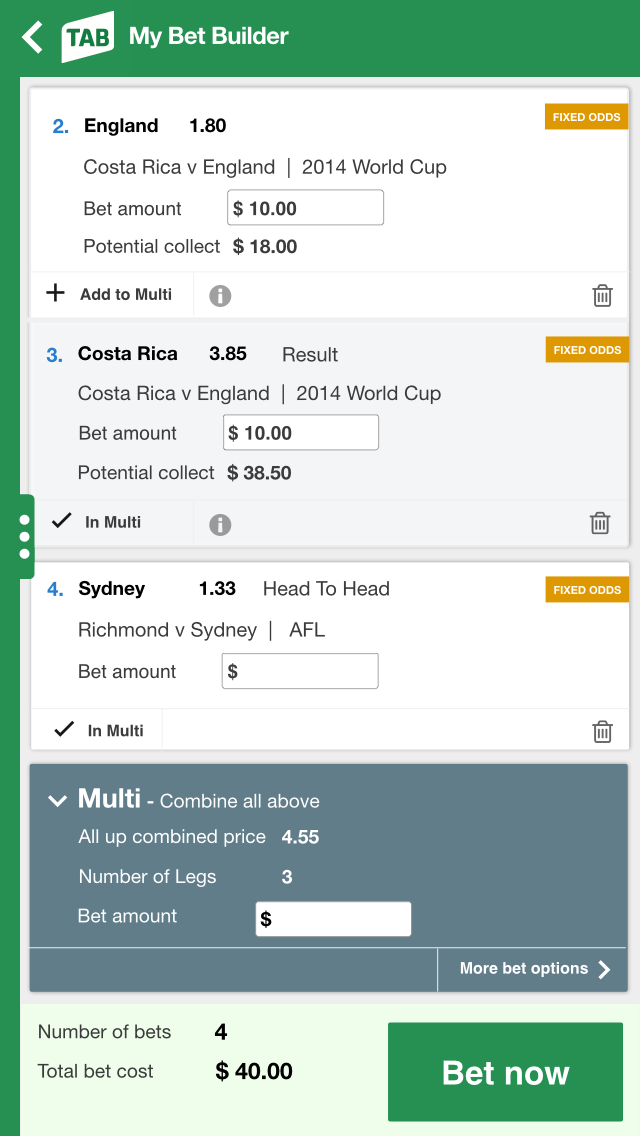 TAB My Bet Builder
2. England 1.80 FIXED ODDS
Costa Rica v England | 2014 World Cup
Bet amount $ 10.00
Potential collect $ 18.00
+ Add to Multi i
3. Costa Rica 3.85 Result FIXED ODDS
Costa Rica v England | 2014 World Cup
Bet amount $ 10.00
Potential collect $ 38.50
In Multi i
4. Sydney 1.33 Head To Head FIXED ODDS
Richmond v Sydney | AFL
Bet amount $
In Multi
Multi - Combine all above
All up combined price 4.55
Number of Legs 3
Bet amount $
More bet options
Number of bets 4
Total bet cost $ 40.00
Bet now